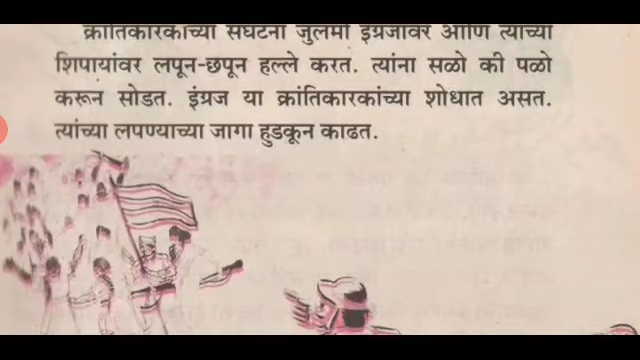 क्रांतिकारकांच्या संघटना जुलमी इंग्रजांवर आणि त्यांच्या
शिपायांवर लपून-छपून हल्ले करत. त्यांना सळो की पळो
करून सोडत. इंग्रज या क्रांतिकारकांच्या शोधात असत.
त्यांच्या लपण्याच्या जागा हुडकून काढत.